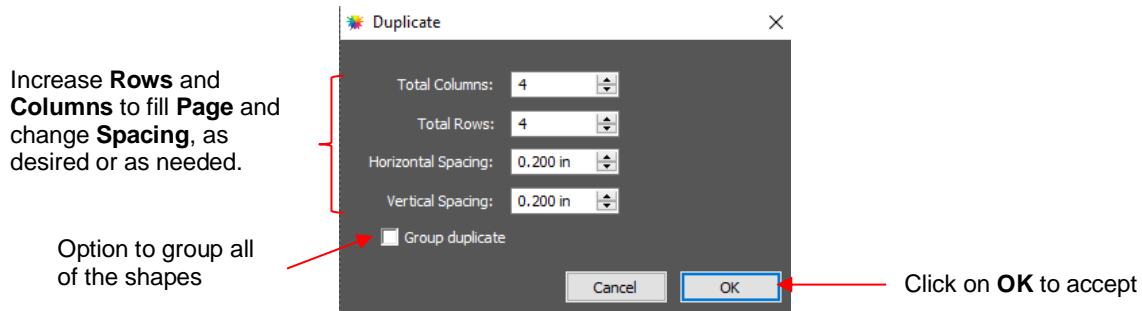 Duplicate
Increase Rows and
Columns to fill Page and
change Spacing, as
desired or as needed.
Total Columns: 4
Total Rows: 4
Horizontal Spacing: 0.200 in
Vertical Spacing: 0.200 in
Group duplicate
Option to group all
of the shapes
Cancel OK
Click on OK to accept